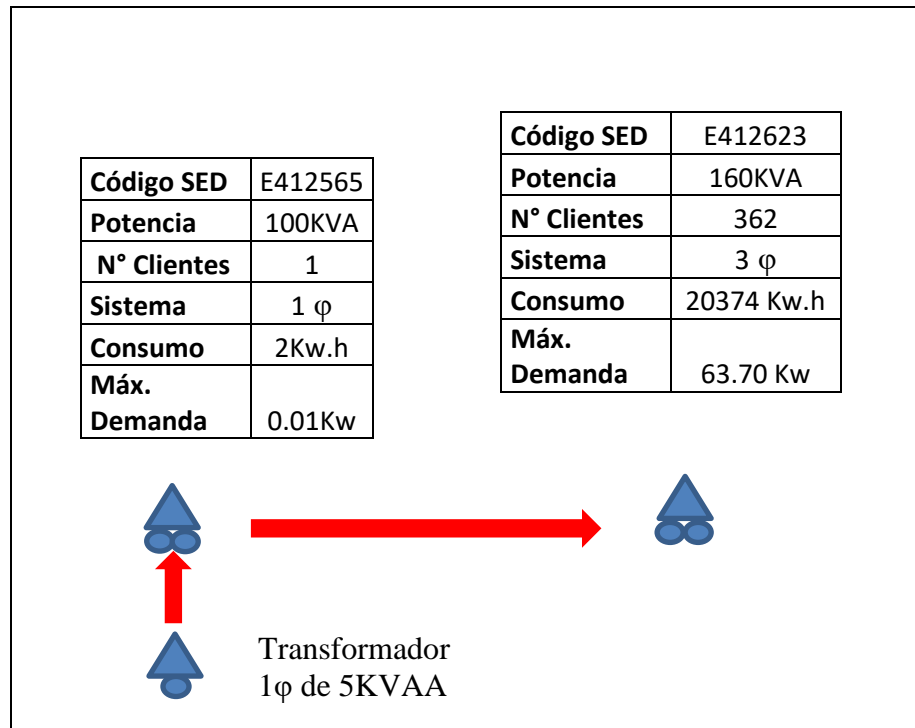 Código SED E412565
Potencia 100KVA
N° Clientes 1
Sistema 1 φ
Consumo 2Kw.h
Máx.
Demanda 0.01Kw
Código SED E412623
Potencia 160KVA
N° Clientes 362
Sistema 3 φ
Consumo 20374 Kw.h
Máx.
Demanda 63.70 Kw
Transformador
1φ de 5KVAA